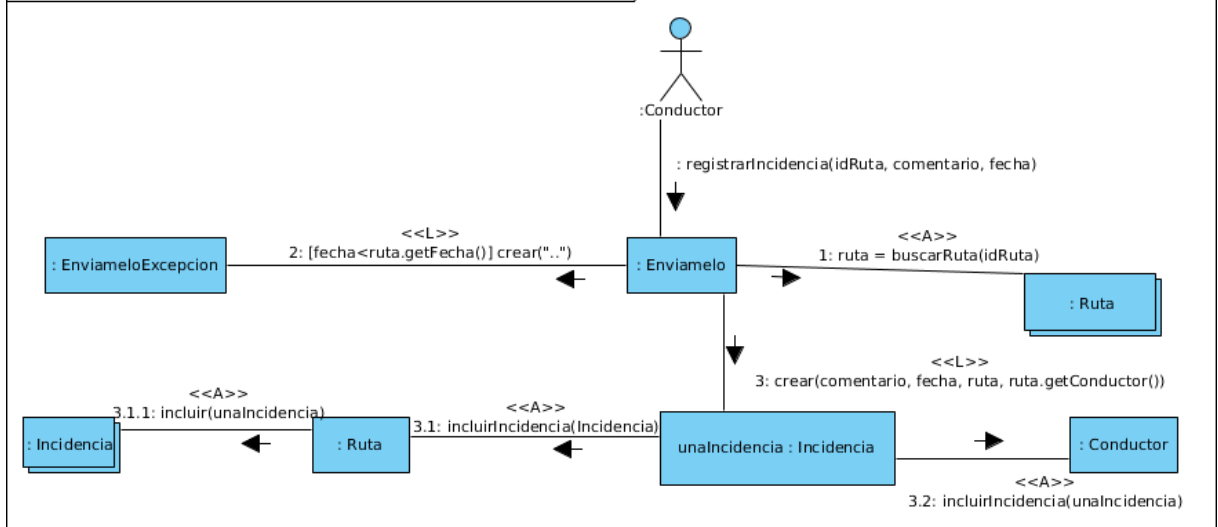 :Conductor
: registrarIncidencia(idRuta, comentario, fecha)
<<L>>
2: [fecha<ruta.getFecha()] crear("..")
<<A>>
1: ruta = buscarRuta(idRuta)
: EnviameloExcepcion
: Enviamelo
: Ruta
<<L>>
3: crear(comentario, fecha, ruta, ruta.getConductor())
<<A>>
3.1.1: incluir(unaIncidencia)
<<A>>
3.1: incluirIncidencia(Incidencia)
: Incidencia
: Ruta
unaIncidencia : Incidencia
: Conductor
<<A>>
3.2: incluirIncidencia(unaIncidencia)